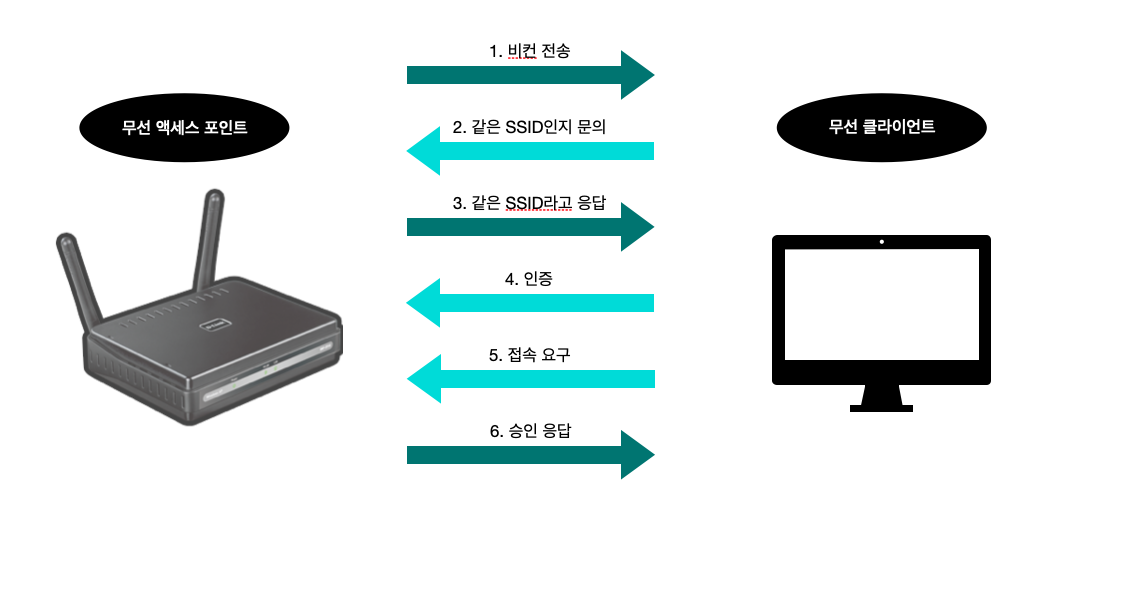 1. 비컨 전송
무선 액세스 포인트
2. 같은 SSID인지 문의
무선 클라이언트
3. 같은 SSID라고 응답
4. 인증
5. 접속 요구
6. 승인 응답